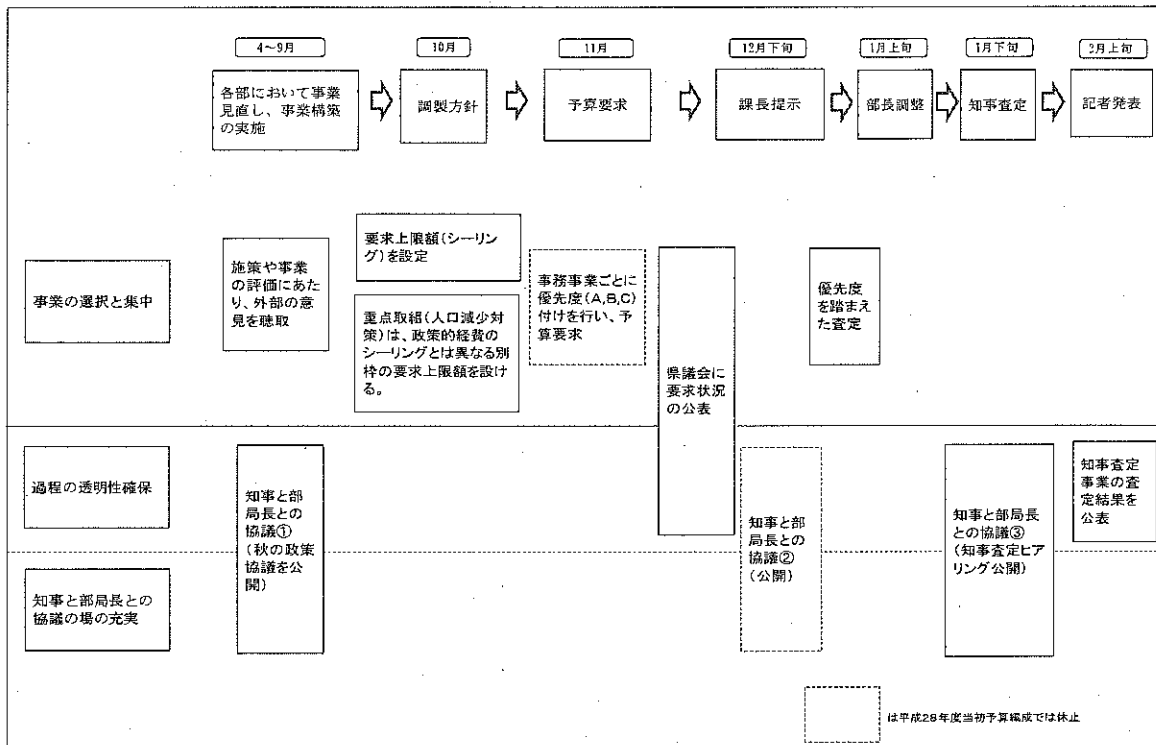 4～9月
10月
11月
12月下旬
1月上旬
1月下旬
2月上旬
各部において事業
見直し、事業構築
の実施
調製方針
予算要求
課長提示
部長調整
知事査定
記者発表
事業の選択と集中
施策や事業
の評価にあた
り、外部の意
見を聴取
要求上限額(シーリン
グ)を設定
重点取組(人口減少対
策)は、政策的経費の
シーリングとは異なる別
枠の要求上限額を設け
る。
事務事業ごとに
優先度(A,B,C)
付けを行い、予
算要求
県議会に
要求状況
の公表
優先度
を踏まえ
た査定
過程の透明性確保
知事と部局長との
協議の場の充実
知事と部
局長との
協議①
(秋の政策
協議を公
開)
知事と部
局長との
協議②
(公開)
知事と部局長
との協議③
(知事査定ヒア
リング公開)
知事査定
事業の査
定結果を
公表
は平成28年度当初予算編成では休止